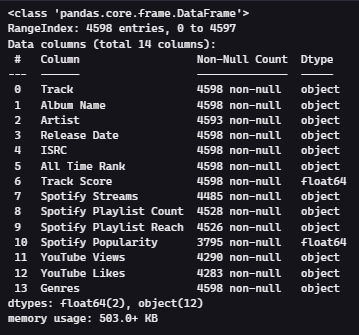 <class 'pandas.core.frame.DataFrame'>
RangeIndex: 4598 entries, 0 to 4597
Data columns (total 14 columns):
 #   Column                  Non-Null Count  Dtype
---  ------                  --------------  -----
 0   Track                   4598 non-null   object
 1   Album Name              4598 non-null   object
 2   Artist                  4593 non-null   object
 3   Release Date            4598 non-null   object
 4   ISRC                    4598 non-null   object
 5   All Time Rank           4598 non-null   object
 6   Track Score             4598 non-null   float64
 7   Spotify Streams         4485 non-null   object
 8   Spotify Playlist Count  4528 non-null   object
 9   Spotify Playlist Reach  4526 non-null   object
 10  Spotify Popularity      3795 non-null   float64
 11  YouTube Views           4290 non-null   object
 12  YouTube Likes           4283 non-null   object
 13  Genres                  4598 non-null   object
dtypes: float64(2), object(12)
memory usage: 503.0+ KB